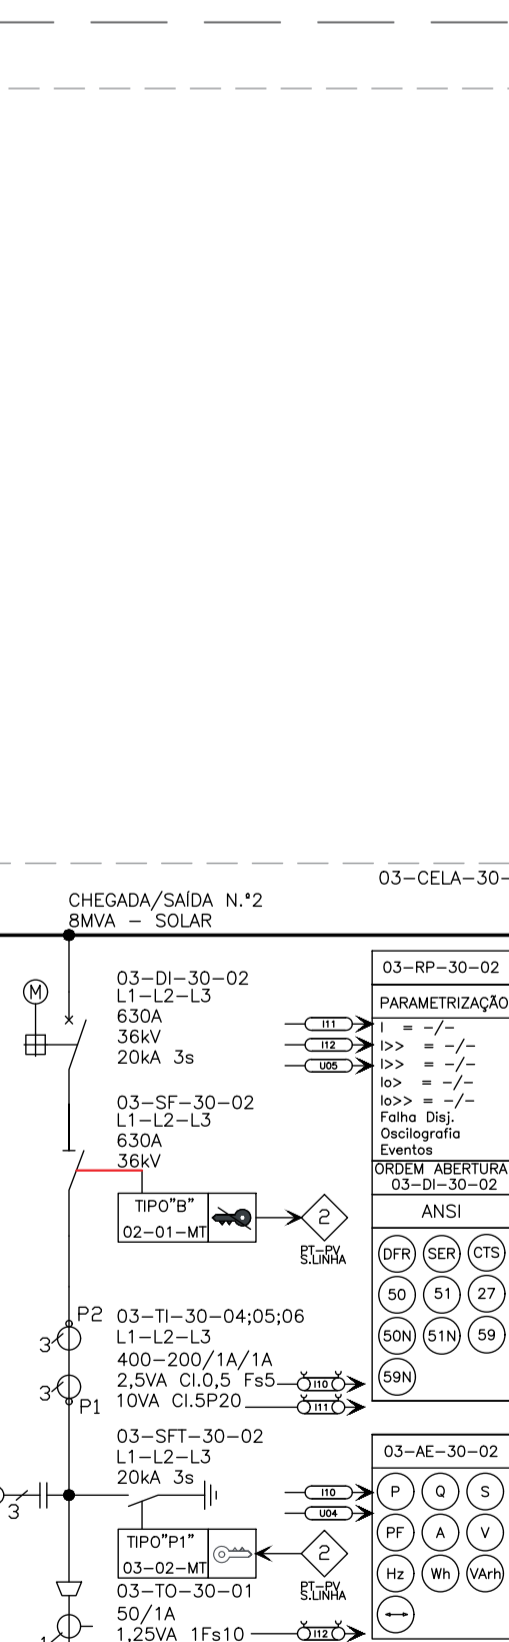 03-CELA-30-
CHEGADA/SAÍDA N.º2
8MVA - SOLAR
M
03-DI-30-02
L1-L2-L3
630A
36kV
20kA 3s
03-SF-30-02
L1-L2-L3
630A
36kV
TIPO"B"
02-01-MT
2
PT-PV
S.LINHA
P2
3
3
P1
03-TI-30-04;05;06
L1-L2-L3
400-200/1A/1A
2,5VA Cl.0,5 Fs5
10VA Cl.5P20
I10
I11
03-SFT-30-02
L1-L2-L3
20kA 3s
3
TIPO"P1"
03-02-MT
2
PT-PV
S.LINHA
03-TO-30-01
50/1A
1,25VA 1Fs10
I12
1
I11
I12
U05
03-RP-30-02
PARAMETRIZAÇÃO
I = -/-
I>> = -/-
I>> = -/-
Io> = -/-
Io>> = -/-
Falha Disj.
Oscilografia
Eventos
ORDEM ABERTURA
03-DI-30-02
ANSI
DFR SER CTS
50 51 27
50N 51N 59
59N
I10
U04
03-AE-30-02
P Q S
PF A V
Hz Wh VArh